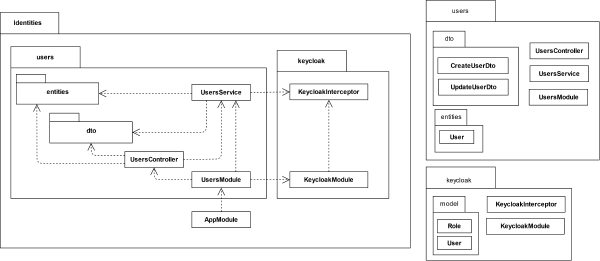 Identities
users
keycloak
entities
UsersService
KeycloakInterceptor
dto
UsersController
UsersModule
KeycloakModule
AppModule
users
dto
CreateUserDto
UpdateUserDto
UsersController
UsersService
UsersModule
entities
User
keycloak
model
Role
User
KeycloakInterceptor
KeycloakModule